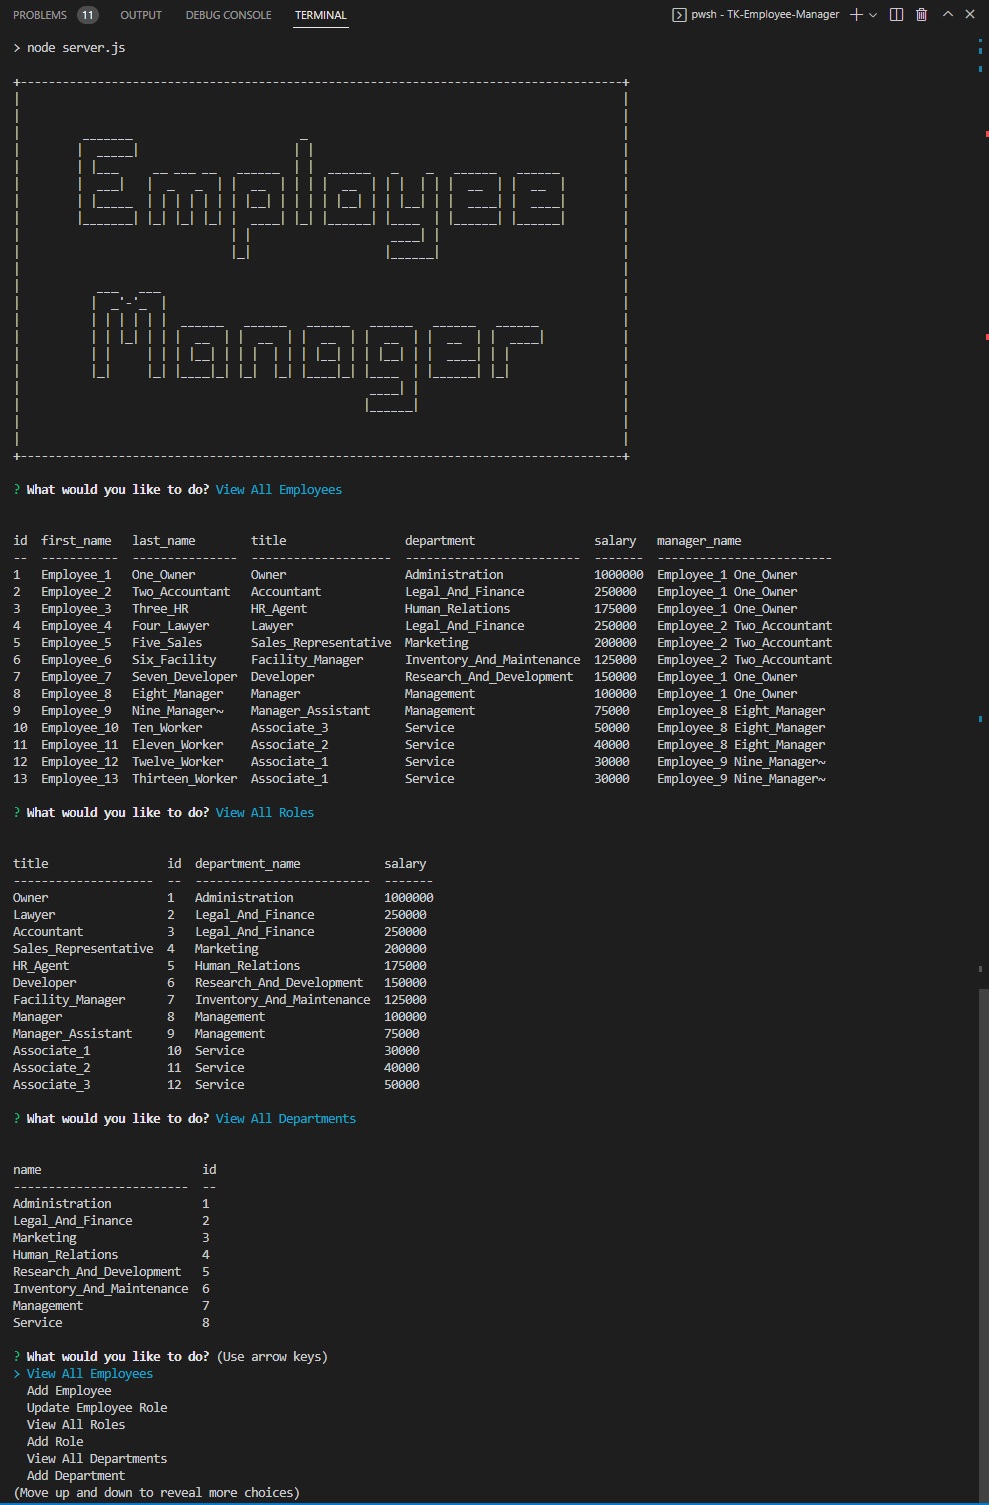 PROBLEMS 11 OUTPUT DEBUG CONSOLE TERMINAL pwsh - TK-Employee-Manager
> node server.js
Employee
Manager
? What would you like to do? View All Employees
id first_name last_name title department salary manager_name
-- ----------- --------------- -------------------- ------------------------- ------- -------------------------
1 Employee_1 One_Owner Owner Administration 1000000 Employee_1 One_Owner
2 Employee_2 Two_Accountant Accountant Legal_And_Finance 250000 Employee_1 One_Owner
3 Employee_3 Three_HR HR_Agent Human_Relations 175000 Employee_1 One_Owner
4 Employee_4 Four_Lawyer Lawyer Legal_And_Finance 250000 Employee_2 Two_Accountant
5 Employee_5 Five_Sales Sales_Representative Marketing 200000 Employee_2 Two_Accountant
6 Employee_6 Six_Facility Facility_Manager Inventory_And_Maintenance 125000 Employee_2 Two_Accountant
7 Employee_7 Seven_Developer Developer Research_And_Development 150000 Employee_1 One_Owner
8 Employee_8 Eight_Manager Manager Management 100000 Employee_1 One_Owner
9 Employee_9 Nine_Manager~ Manager_Assistant Management 75000 Employee_8 Eight_Manager
10 Employee_10 Ten_Worker Associate_3 Service 50000 Employee_8 Eight_Manager
11 Employee_11 Eleven_Worker Associate_2 Service 40000 Employee_8 Eight_Manager
12 Employee_12 Twelve_Worker Associate_1 Service 30000 Employee_9 Nine_Manager~
13 Employee_13 Thirteen_Worker Associate_1 Service 30000 Employee_9 Nine_Manager~
? What would you like to do? View All Roles
title id department_name salary
-------------------- -- ------------------------- -------
Owner 1 Administration 1000000
Lawyer 2 Legal_And_Finance 250000
Accountant 3 Legal_And_Finance 250000
Sales_Representative 4 Marketing 200000
HR_Agent 5 Human_Relations 175000
Developer 6 Research_And_Development 150000
Facility_Manager 7 Inventory_And_Maintenance 125000
Manager 8 Management 100000
Manager_Assistant 9 Management 75000
Associate_1 10 Service 30000
Associate_2 11 Service 40000
Associate_3 12 Service 50000
? What would you like to do? View All Departments
name id
------------------------- --
Administration 1
Legal_And_Finance 2
Marketing 3
Human_Relations 4
Research_And_Development 5
Inventory_And_Maintenance 6
Management 7
Service 8
? What would you like to do? (Use arrow keys)
> View All Employees
Add Employee
Update Employee Role
View All Roles
Add Role
View All Departments
Add Department
(Move up and down to reveal more choices)